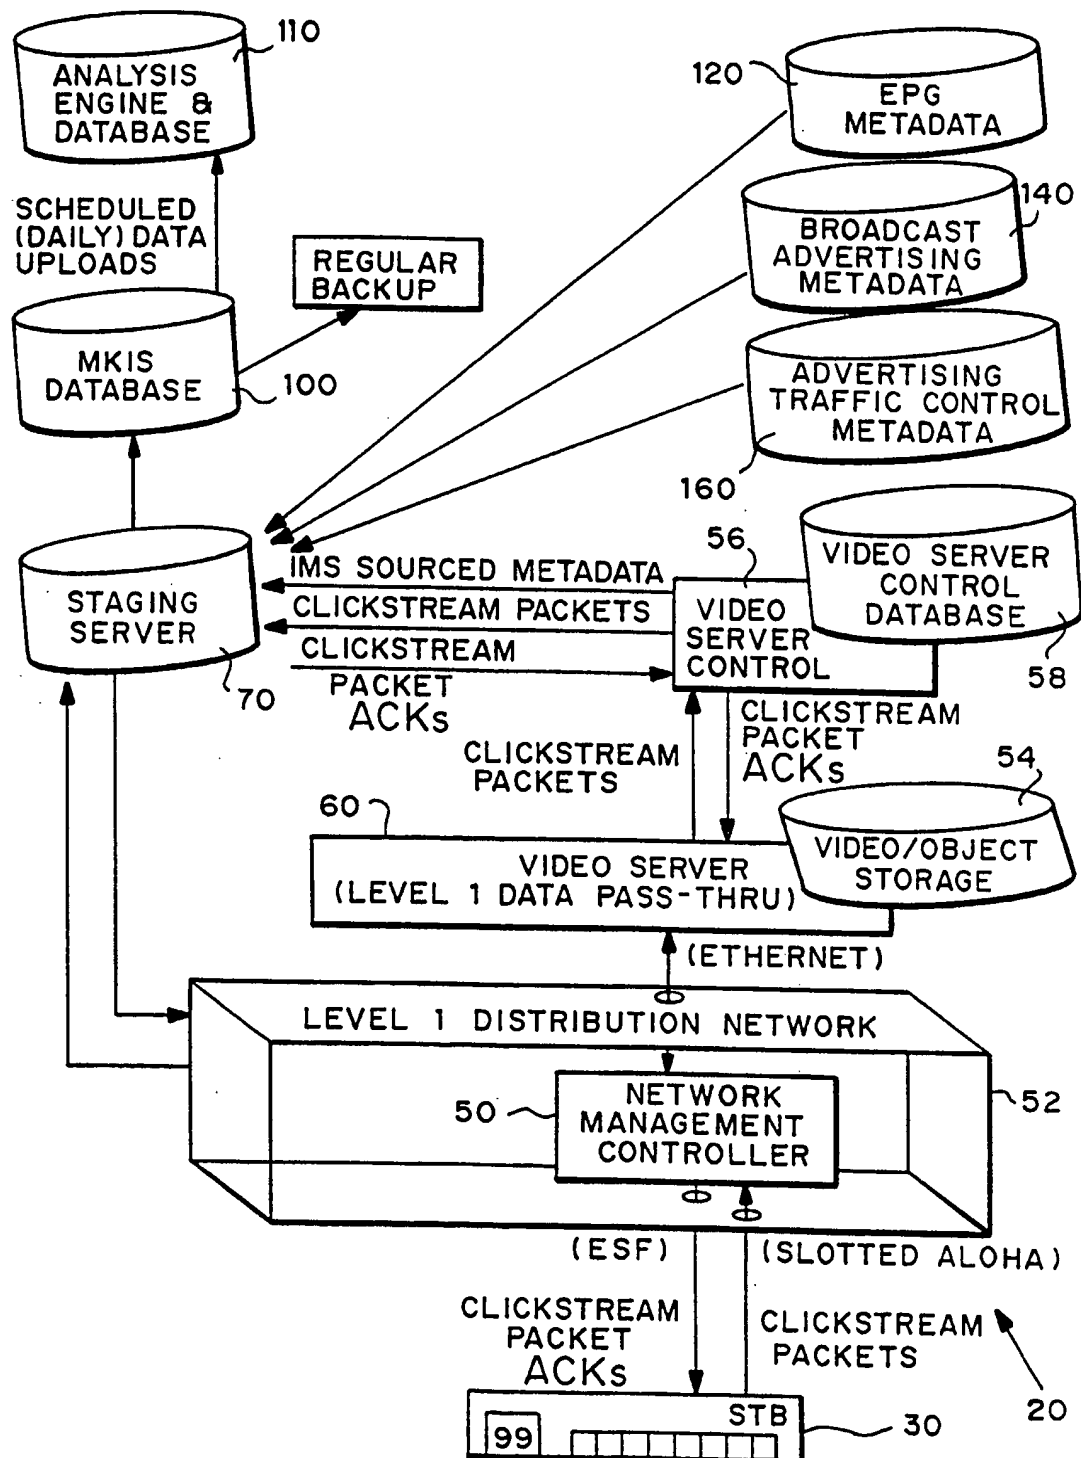 110
ANALYSIS
ENGINE &
DATABASE
120
EPG
METADATA
SCHEDULED
(DAILY) DATA
UPLOADS
140
BROADCAST
ADVERTISING
METADATA
REGULAR
BACKUP
MKIS
DATABASE
100
ADVERTISING
TRAFFIC CONTROL
METADATA
160
56
VIDEO SERVER
CONTROL
DATABASE
58
IMS SOURCED METADATA
CLICKSTREAM PACKETS
CLICKSTREAM
PACKET
ACKs
VIDEO
SERVER
CONTROL
STAGING
SERVER
70
CLICKSTREAM
PACKETS
CLICKSTREAM
PACKET
ACKs
54
VIDEO/OBJECT
STORAGE
60
VIDEO SERVER
(LEVEL 1 DATA PASS-THRU)
(ETHERNET)
LEVEL 1 DISTRIBUTION NETWORK
50
NETWORK
MANAGEMENT
CONTROLLER
52
(ESF)
(SLOTTED ALOHA)
CLICKSTREAM
PACKET
ACKs
CLICKSTREAM
PACKETS
20
STB
99
30